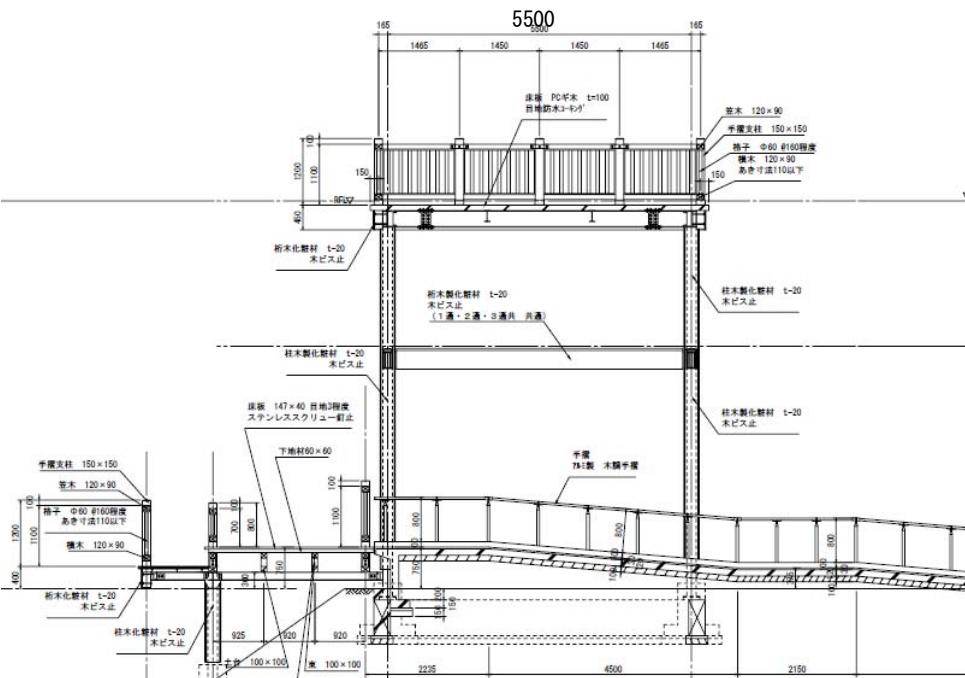 5500
165
5500
165
1465
1450
1450
1465
床板 PCギ木 t=100
目地防水コーキング
笠木 120×90
手摺支柱 150×150
格子 Φ60 @160程度
横木 120×90
あき寸法110以下
100
1200
1100
150
150
RFL
450
桁木化粧材 t-20
木ビス止
桁木製化粧材 t-20
木ビス止
(1通・2通・3通共 共通)
柱木製化粧材 t-20
木ビス止
柱木製化粧材 t-20
木ビス止
柱木製化粧材 t-20
木ビス止
床板 147×40 目地3程度
ステンレススクリュー釘止
下地材60×60
手摺
アルミ製 木調手摺
手摺支柱 150×150
笠木 120×90
格子 Φ60 @160程度
あき寸法110以下
横木 120×90
100
1200
1100
400
100
700
800
100
1100
800
800
800
300
750
750
桁木化粧材 t-20
木ビス止
柱木化粧材 t-20
木ビス止
925
920
920
150
200
150
土台 100×100
束 100×100
2235
4500
2150